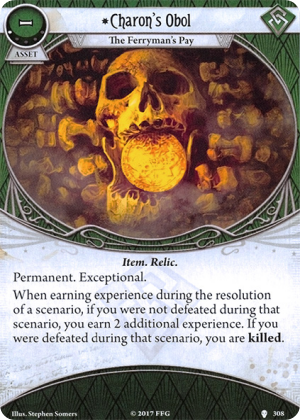 ✷Charon's Obol
The Ferryman's Pay
ASSET
Item. Relic.
Permanent. Exceptional.
When earning experience during the resolution
of a scenario, if you were not defeated during that
scenario, you earn 2 additional experience. If you
were defeated during that scenario, you are killed.
Illus. Stephen Somers
© 2017 FFG
308